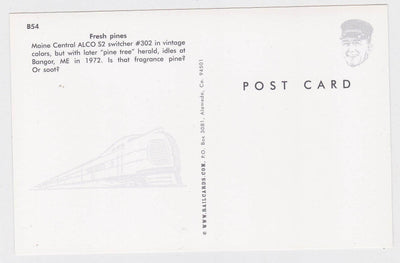 B54
Fresh pines
Maine Central ALCO S2 switcher #302 in vintage
colors, but with later "pine tree" herald, idles at
Bangor, ME in 1972. Is that fragrance pine?
Or soot?
© WWW.RAILCARDS.COM, P.O. Box 3081, Alameda, Ca. 94501
POST CARD